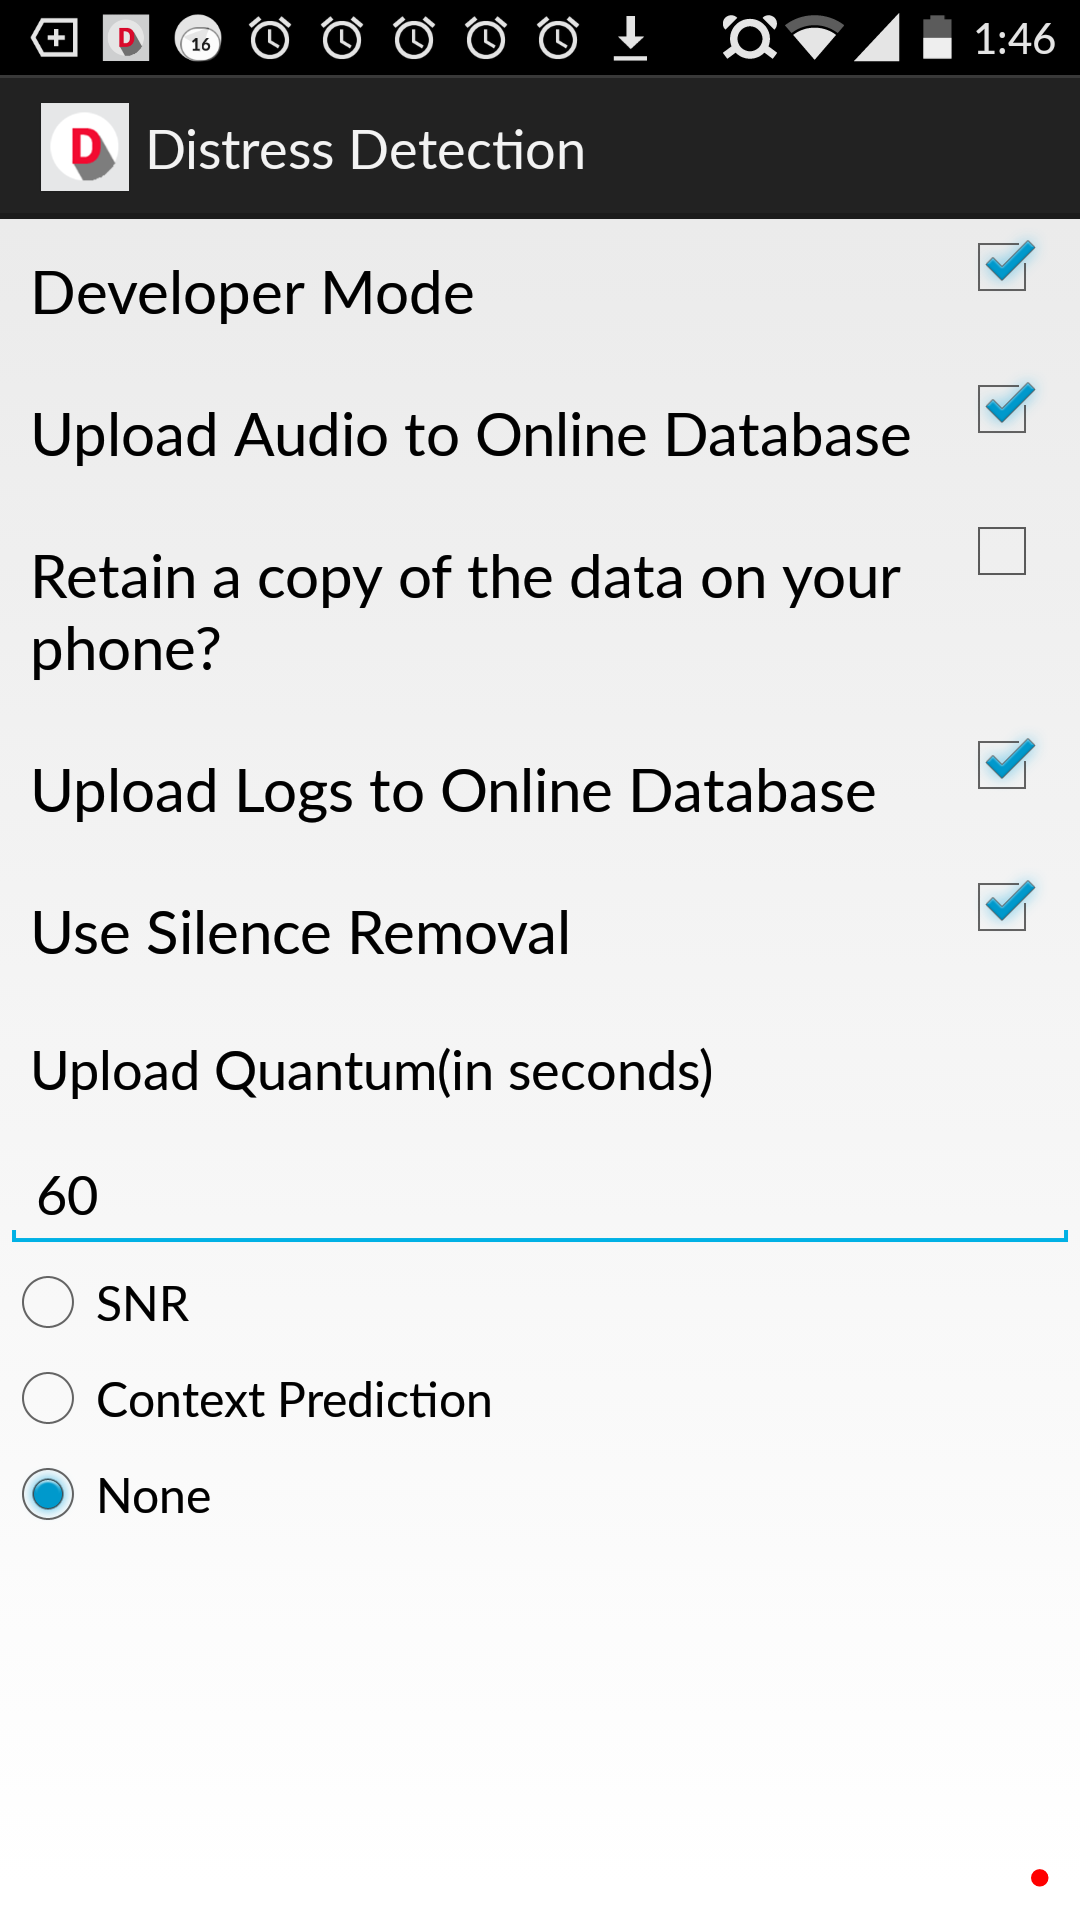 16
1:46
D Distress Detection
Developer Mode
Upload Audio to Online Database
Retain a copy of the data on your
phone?
Upload Logs to Online Database
Use Silence Removal
Upload Quantum(in seconds)
60
SNR
Context Prediction
None